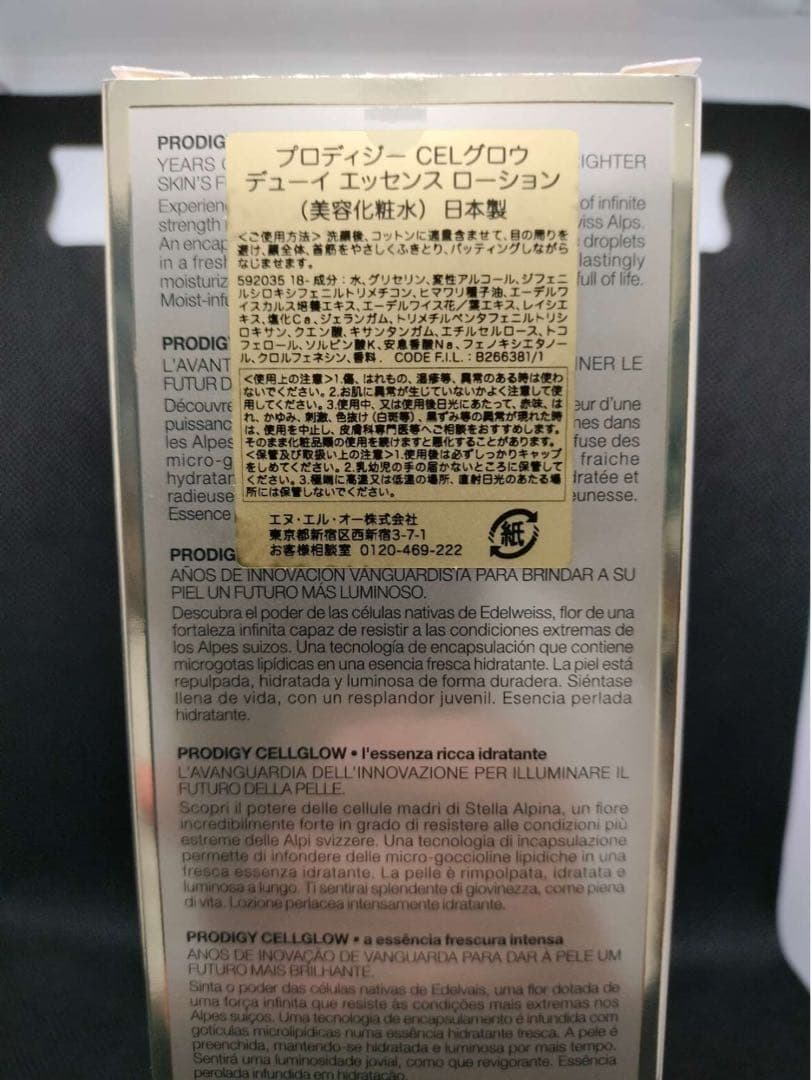 PRODIG
YEARS
SKIN'S F
Experien
strength
An encap
in a fresh
moisturiz
Moist-infu
IGHTER
of infinite
viss Alps.
droplets
lastingly
full of life.
プロディジー CELグロウ
デューイ エッセンス ローション
（美容化粧水） 日本製
<ご使用方法> 洗顔後、コットンに適量含ませて、目の周りを
避け、顔全体、首筋をやさしくふきとり、パッティングしながら
なじませます。
592035 18- 成分：水、グリセリン、変性アルコール、ジフェニ
ルシロキシフェニルトリメチコン、ヒマワリ種子油、エーデルワ
イスカルス培養エキス、エーデルワイス花／葉エキス、レイシエ
キス、塩化Ca、ジェランガム、トリメチルペンタフェニルトリシ
ロキサン、クエン酸、キサンタンガム、エチルセルロース、トコ
フェロール、ソルビン酸K、安息香酸Na、フェノキシエタノー
ル、クロルフェネシン、香料． CODE F.I.L. : B266381/1
<使用上の注意>1.傷、はれもの、湿疹等、異常のある時は使わ
ないでください。2.お肌に異常が生じていないかよく注意して使
用してください。3.使用中、又は使用後日光にあたって、赤味、は
れ、かゆみ、刺激、色抜け（白斑等）、黒ずみ等の異常が現れた時
は、使用を中止し、皮膚科専門医等へご相談をおすすめします。
そのまま化粧品類の使用を続けますと悪化することがあります。
<保管及び取扱い上の注意>1.使用後は必ずしっかりキャップ
をしめてください。2.乳幼児の手の届かないところに保管して
ください。3.極端に高温又は低温の場所、直射日光のあたる場
所には保管しないでください。
エヌ・エル・オー株式会社
東京都新宿区西新宿3-7-1
お客様相談室 0120-469-222
紙
PRODIG
L'AVANT
FUTUR D
Découvre
puissance
les Alpes
micro-g
hydratan
radieuse
Essence
INER LE
eur d'une
nes dans
fuse des
fraiche
dratée et
eunesse.
PRODIG
AÑOS DE INNOVACIÓN VANGUARDISTA PARA BRINDAR A SU
PIEL UN FUTURO MÁS LUMINOSO.
Descubra el poder de las células nativas de Edelweiss, flor de una
fortaleza infinita capaz de resistir a las condiciones extremas de
los Alpes suizos. Una tecnología de encapsulación que contiene
microgotas lipídicas en una esencia fresca hidratante. La piel está
repulpada, hidratada y luminosa de forma duradera. Siéntase
llena de vida, con un resplandor juvenil. Esencia perlada
hidratante.
PRODIGY CELLGLOW • l'essenza ricca idratante
L'AVANGUARDIA DELL'INNOVAZIONE PER ILLUMINARE IL
FUTURO DELLA PELLE.
Scopri il potere delle cellule madri di Stella Alpina, un fiore
incredibilmente forte in grado di resistere alle condizioni più
estreme delle Alpi svizzere. Una tecnologia di incapsulazione
permette di infondere delle micro-goccioline lipidiche in una
fresca essenza idratante. La pelle è rimpolpata, idratata e
luminosa a lungo. Ti sentirai splendente di giovinezza, come piena
di vita. Lozione perlacea intensamente idratante.
PRODIGY CELLGLOW • a essência frescura intensa
ANOS DE INOVAÇÃO DE VANGUARDA PARA DAR À PELE UM
FUTURO MAIS BRILHANTE.
Sinta o poder das células nativas de Edelvais, uma flor dotada de
uma força infinita que resiste às condições mais extremas nos
Alpes suíços. Uma tecnologia de encapsulamento é infundida com
gotículas microlipídicas numa essência hidratante fresca. A pele é
preenchida, mantendo-se hidratada e luminosa por mais tempo.
Sentirá uma luminosidade jovial, como que revigorante. Essência
perolada infundida em hidratação.